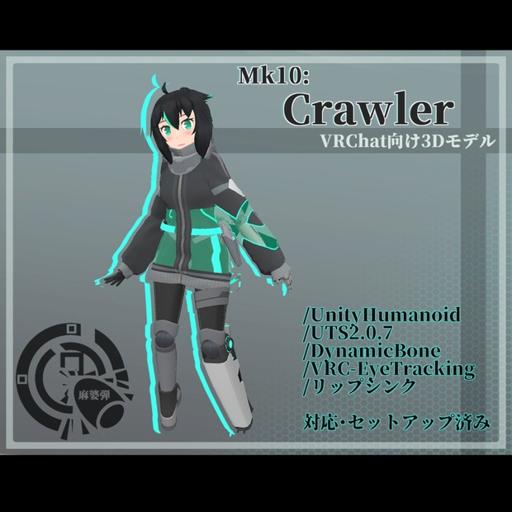 Mk10:
Crawler
VRChat向け3Dモデル
/UnityHumanoid
/UTS2.0.7
/DynamicBone
/VRC-EyeTracking
/リップシンク
対応・セットアップ済み
麻婆弾